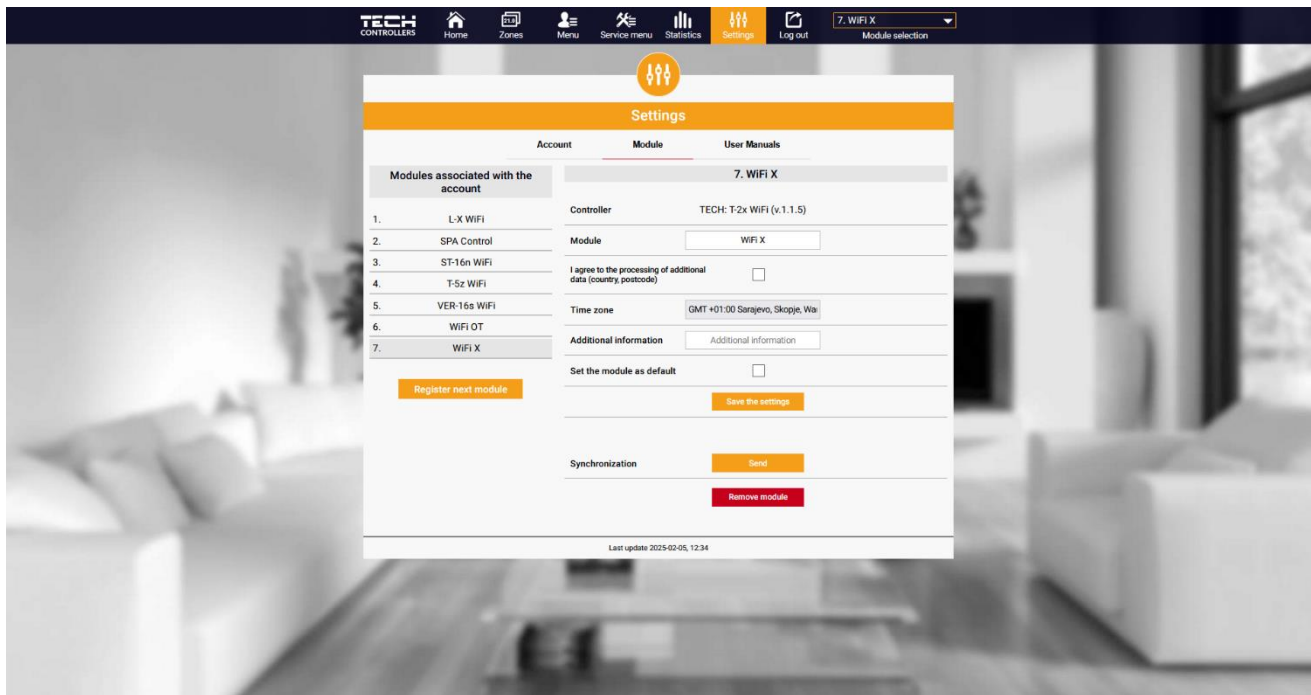 TECH
CONTROLLERS
Home
21.8
Zones
Menu
Service menu
Statistics
Settings
Log out
7. WiFi X
Module selection
Settings
Account
Module
User Manuals
Modules associated with the
account
1. L-X WiFi
2. SPA Control
3. ST-16n WiFi
4. T-5z WiFi
5. VER-16s WiFi
6. WiFi OT
7. WiFi X
Register next module
7. WiFi X
Controller TECH: T-2x WiFi (v.1.1.5)
Module WiFi X
I agree to the processing of additional
data (country, postcode)
Time zone GMT +01:00 Sarajevo, Skopje, War
Additional information Additional information
Set the module as default
Save the settings
Synchronization Send
Remove module
Last update 2025-02-05, 12:34